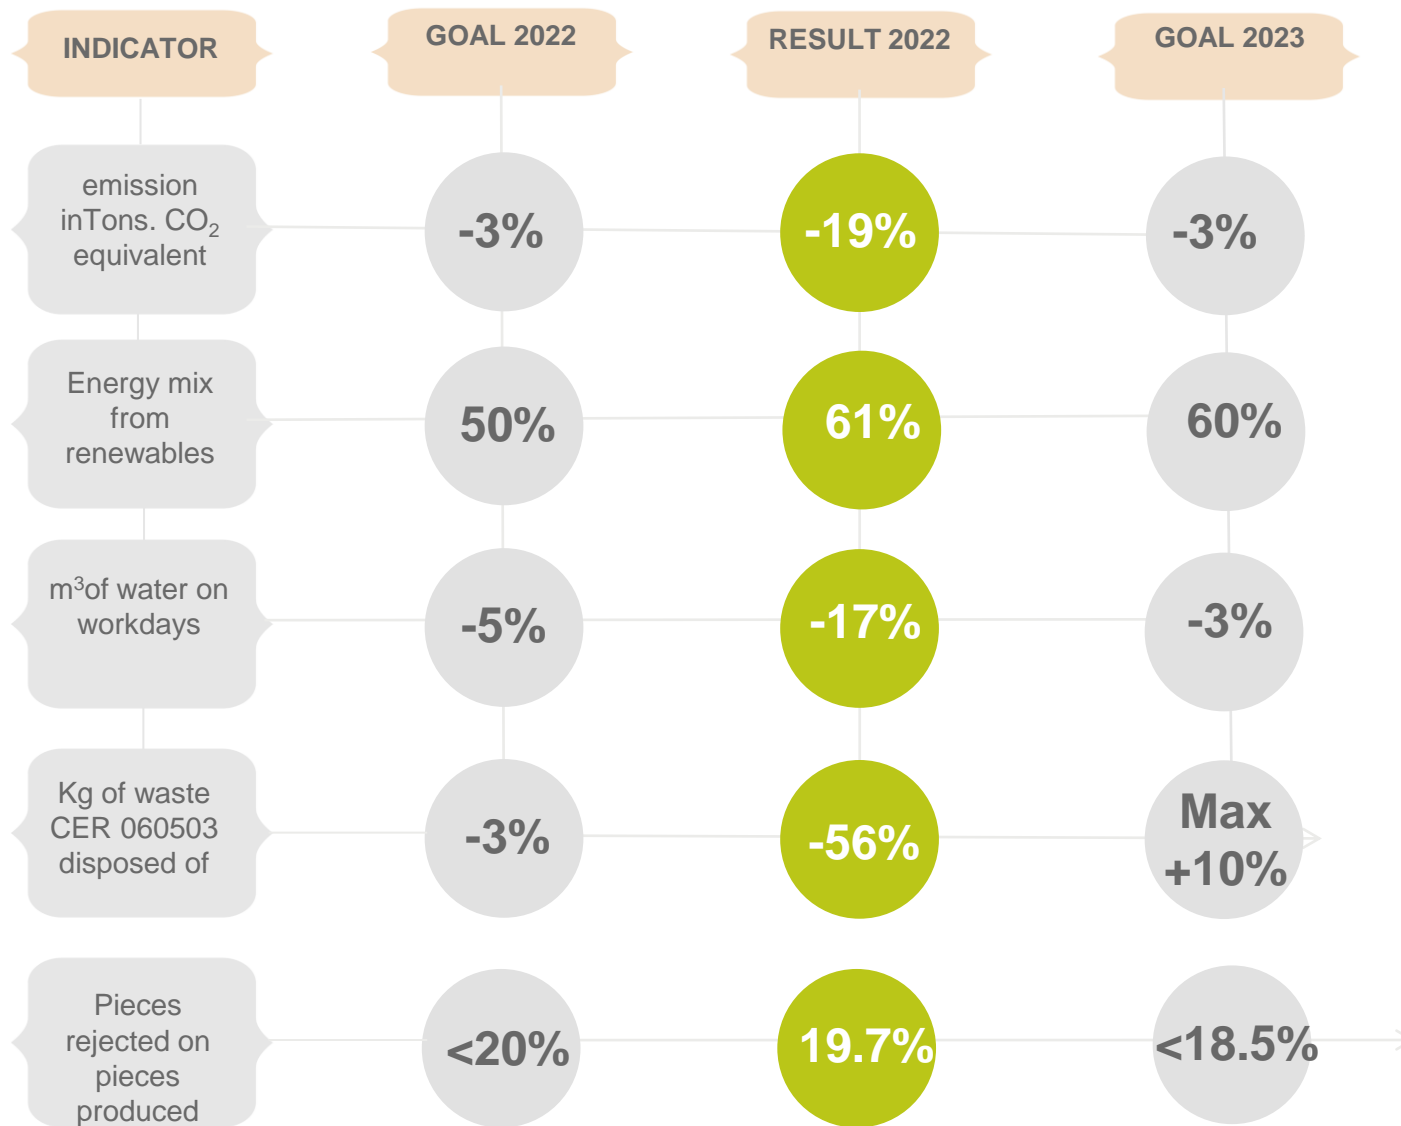 INDICATOR
GOAL 2022
RESULT 2022
GOAL 2023
emission
inTons. CO₂
equivalent
-3%
-19%
-3%
Energy mix
from
renewables
50%
61%
60%
m³of water on
workdays
-5%
-17%
-3%
Kg of waste
CER 060503
disposed of
-3%
-56%
Max
+10%
Pieces
rejected on
pieces
produced
<20%
19.7%
<18.5%